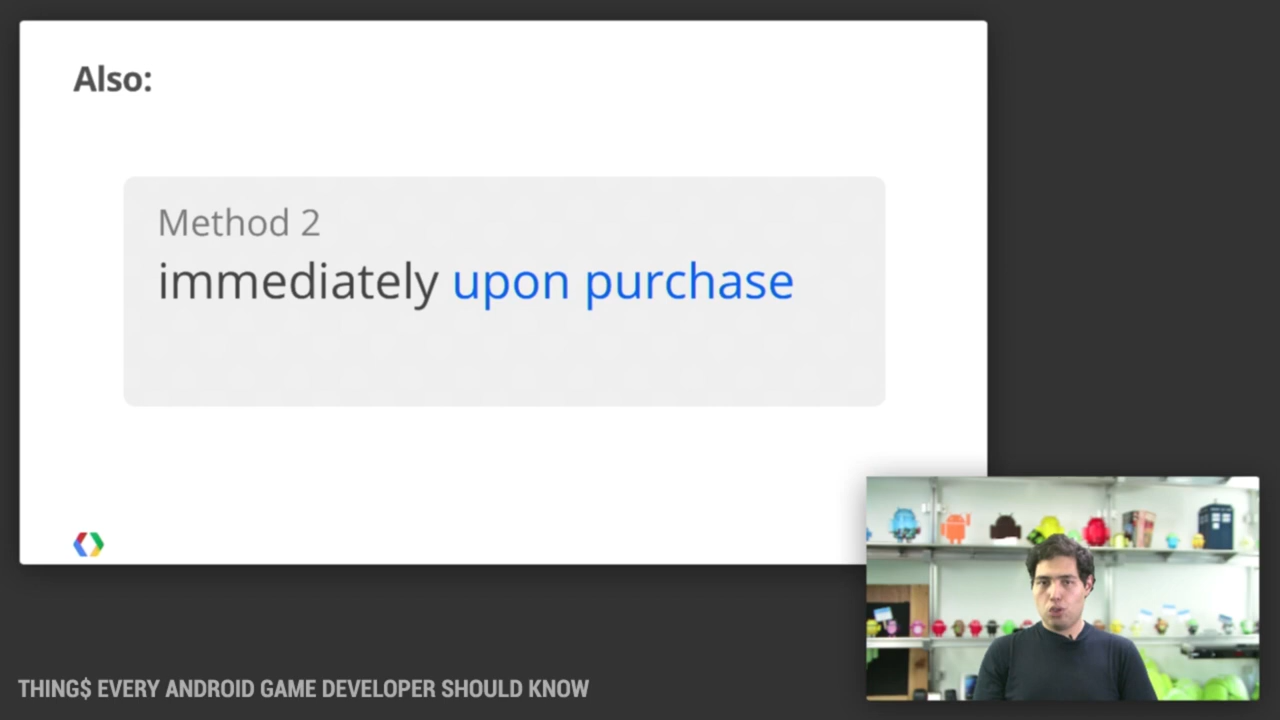 Also:
Method 2
immediately upon purchase
THING$ EVERY ANDROID GAME DEVELOPER SHOULD KNOW